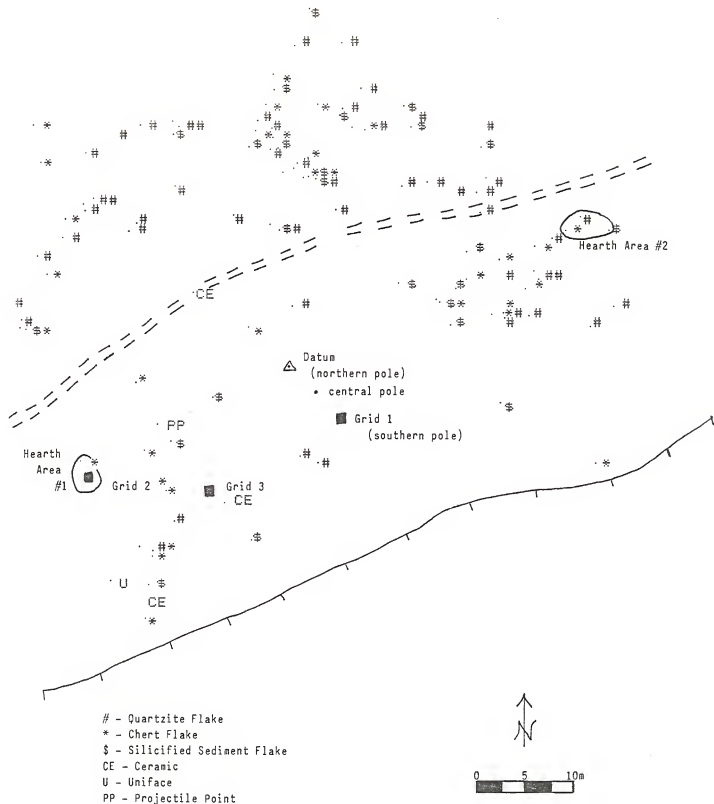 Hearth Area #2
CE
Datum
(northern pole)
central pole
Grid 1
(southern pole)
PP
Hearth
Area
#1
Grid 2
Grid 3
CE
U
CE
# - Quartzite Flake
* - Chert Flake
$ - Silicified Sediment Flake
CE - Ceramic
U - Uniface
PP - Projectile Point
N
0 5 10m